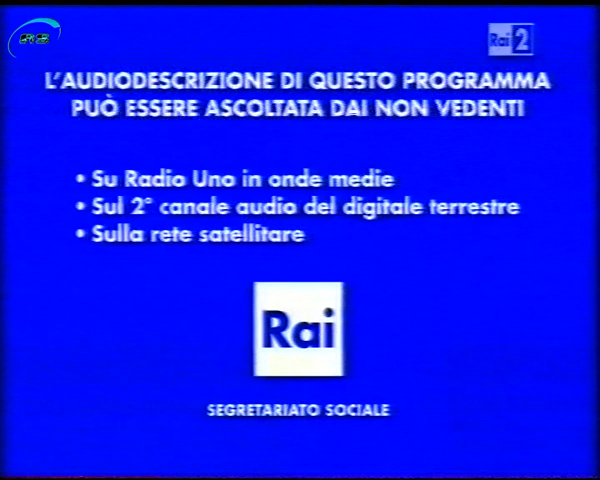 RS
Rai 2
L'AUDIODESCRIZIONE DI QUESTO PROGRAMMA
PUÒ ESSERE ASCOLTATA DAI NON VEDENTI
• Su Radio Uno in onde medie
• Sul 2° canale audio del digitale terrestre
• Sulla rete satellitare
Rai
SEGRETARIATO SOCIALE